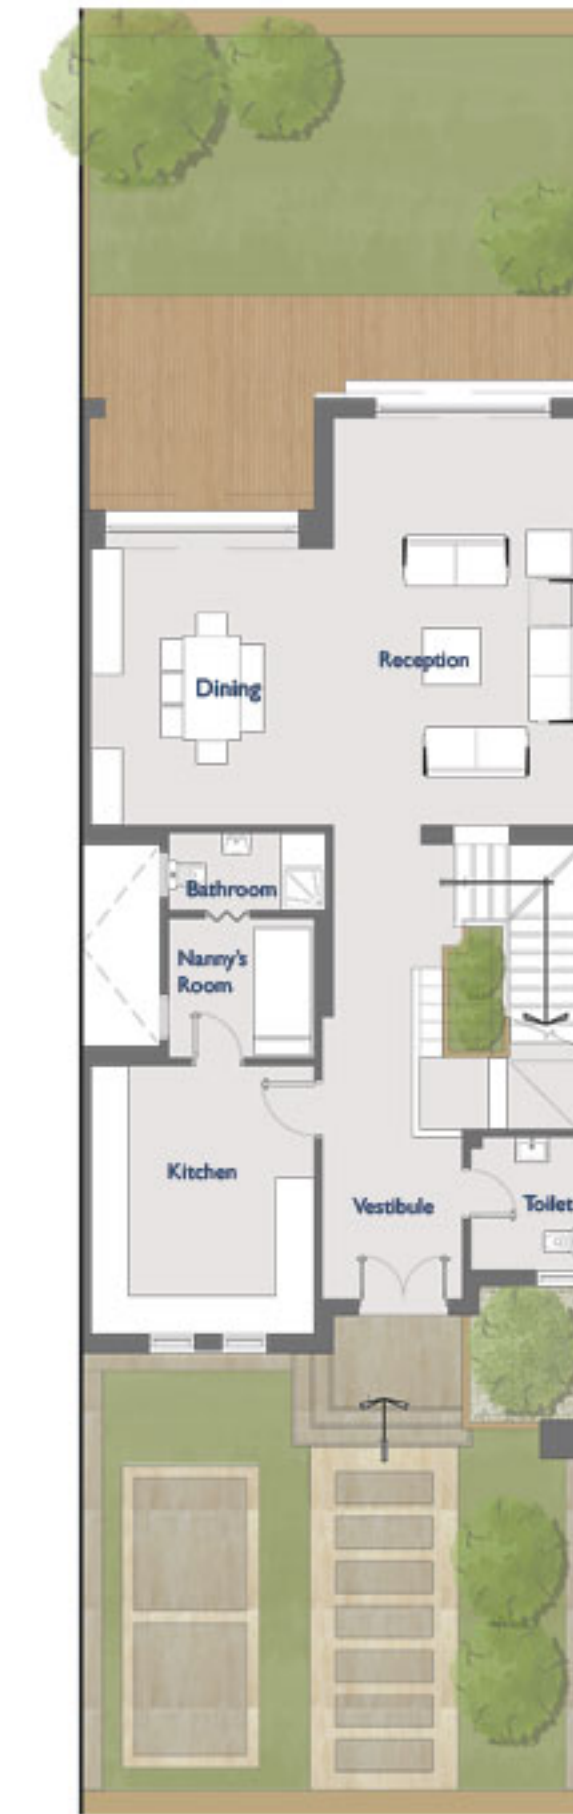 Dining
Reception
Bathroom
Nanny's
Room
Kitchen
Vestibule
Toilet